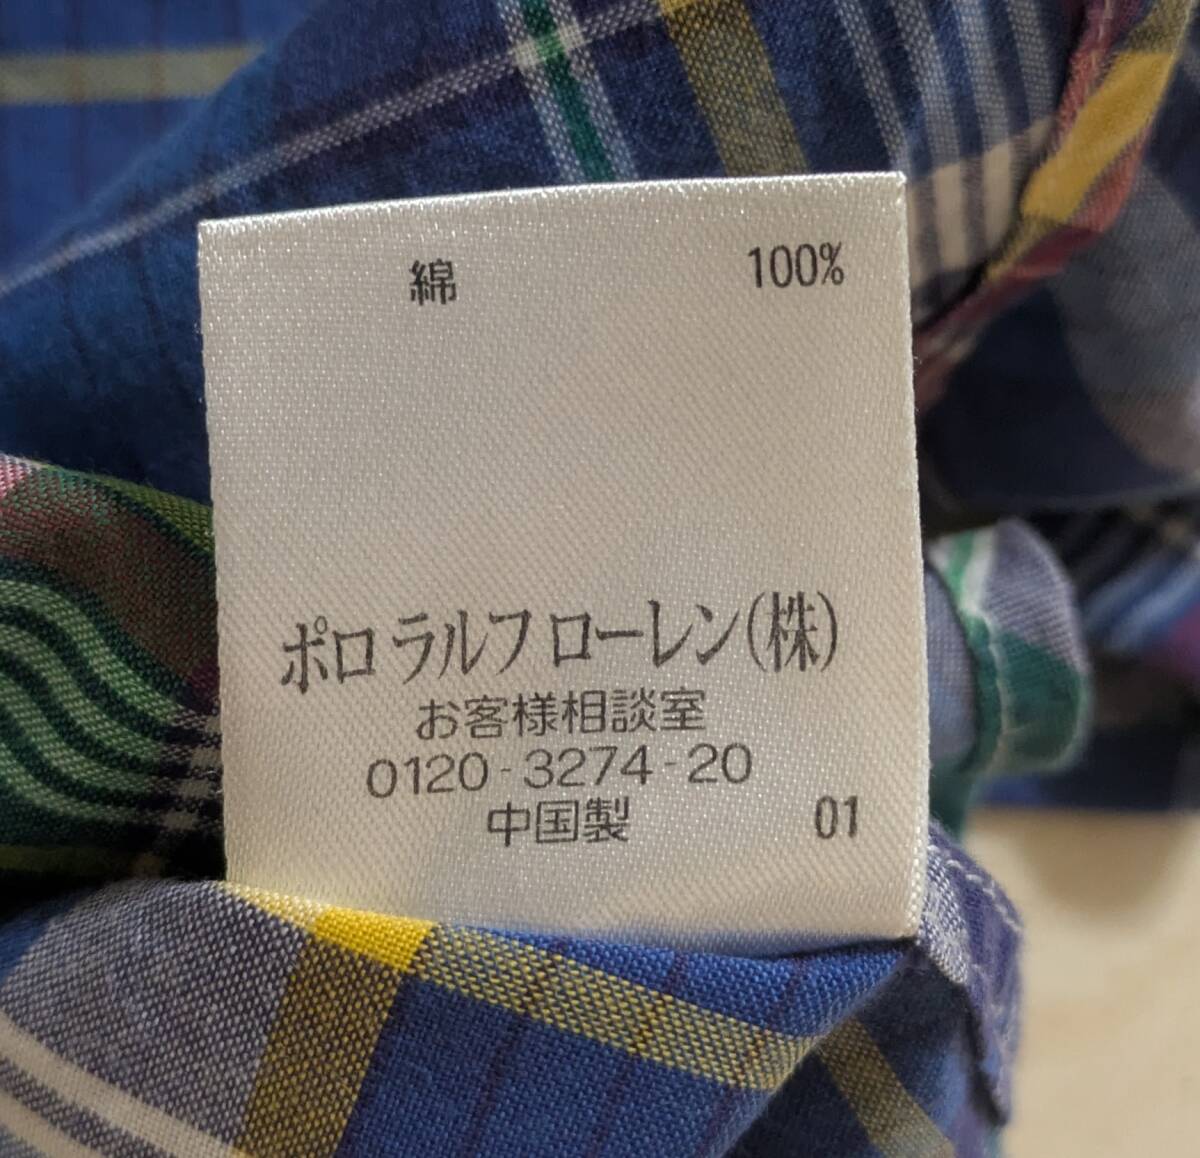 綿 100%
ポロ ラルフ ローレン(株)
お客様相談室
0120-3274-20
中国製 01